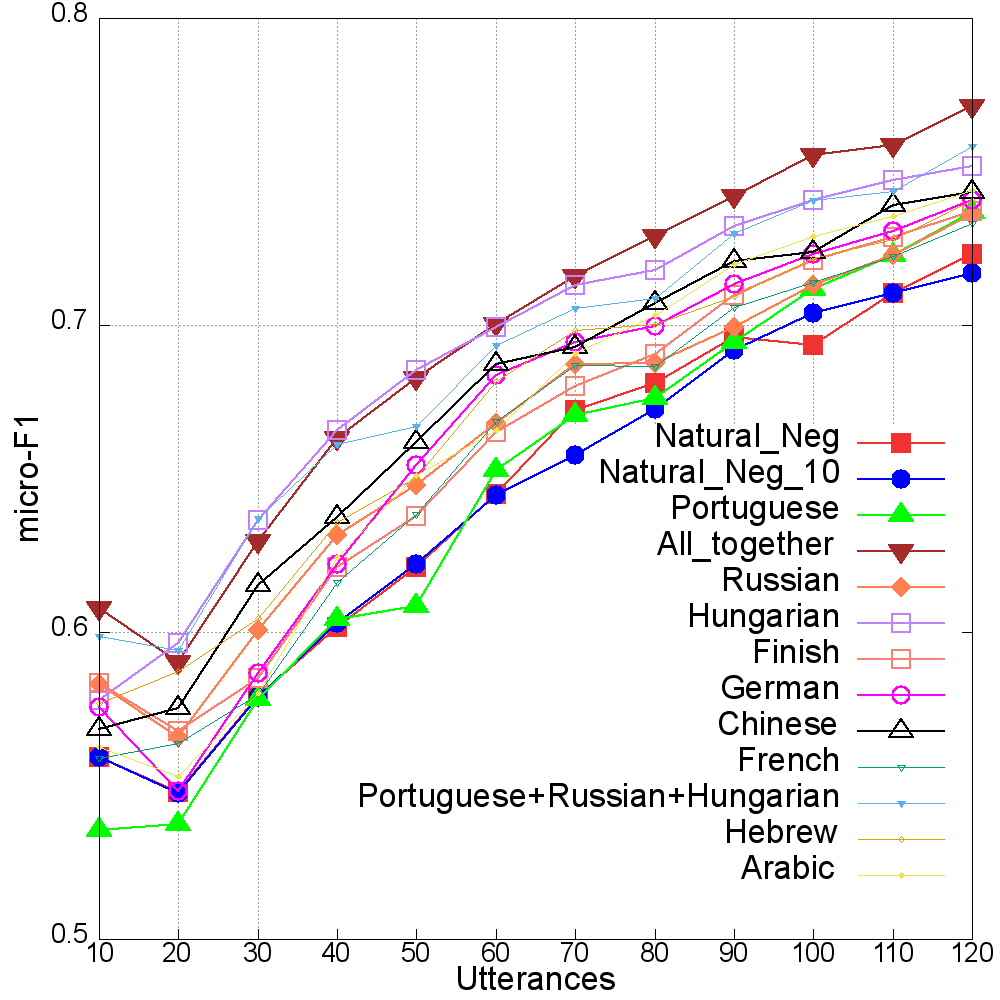 0.8
0.7
0.6
0.5
micro-F1
Natural_Neg
Natural_Neg_10
Portuguese
All_together
Russian
Hungarian
Finish
German
Chinese
French
Portuguese+Russian+Hungarian
Hebrew
Arabic
10 20 30 40 50 60 70 80 90 100 110 120
Utterances